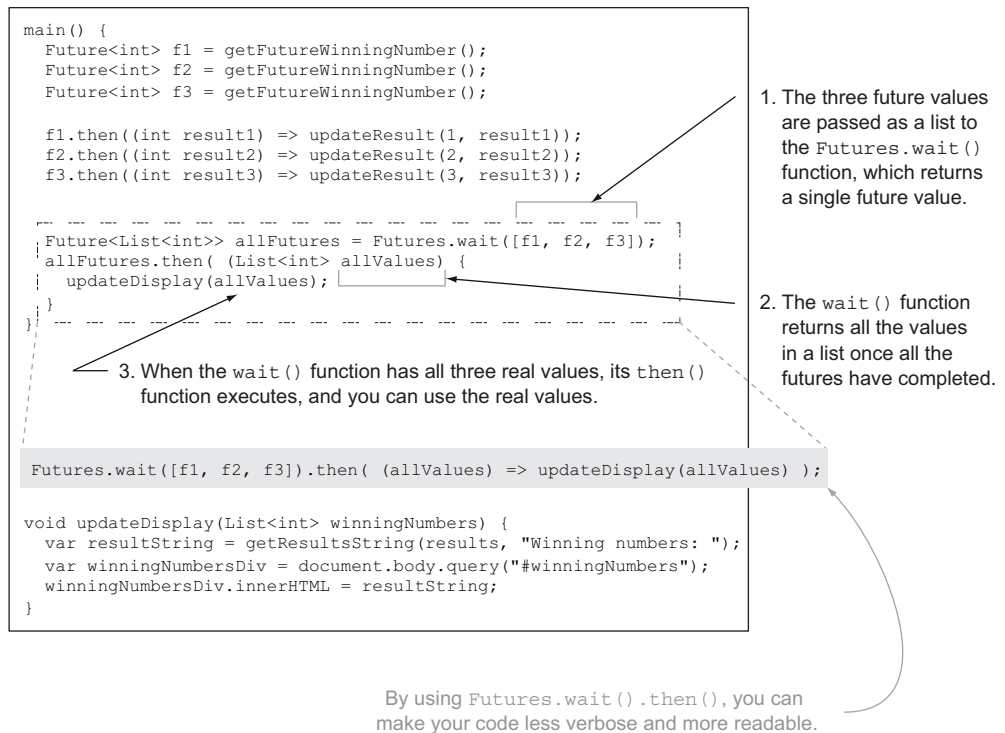 main() {
  Future<int> f1 = getFutureWinningNumber();
  Future<int> f2 = getFutureWinningNumber();
  Future<int> f3 = getFutureWinningNumber();
  f1.then((int result1) => updateResult(1, result1));
  f2.then((int result2) => updateResult(2, result2));
  f3.then((int result3) => updateResult(3, result3));
  Future<List<int>> allFutures = Futures.wait([f1, f2, f3]);
  allFutures.then( (List<int> allValues) {
    updateDisplay(allValues);
  }
}
1. The three future values
are passed as a list to
the Futures.wait()
function, which returns
a single future value.
2. The wait() function
returns all the values
in a list once all the
futures have completed.
3. When the wait() function has all three real values, its then()
function executes, and you can use the real values.
Futures.wait([f1, f2, f3]).then( (allValues) => updateDisplay(allValues) );
void updateDisplay(List<int> winningNumbers) {
  var resultString = getResultsString(results, "Winning numbers: ");
  var winningNumbersDiv = document.body.query("#winningNumbers");
  winningNumbersDiv.innerHTML = resultString;
}
By using Futures.wait().then(), you can
make your code less verbose and more readable.